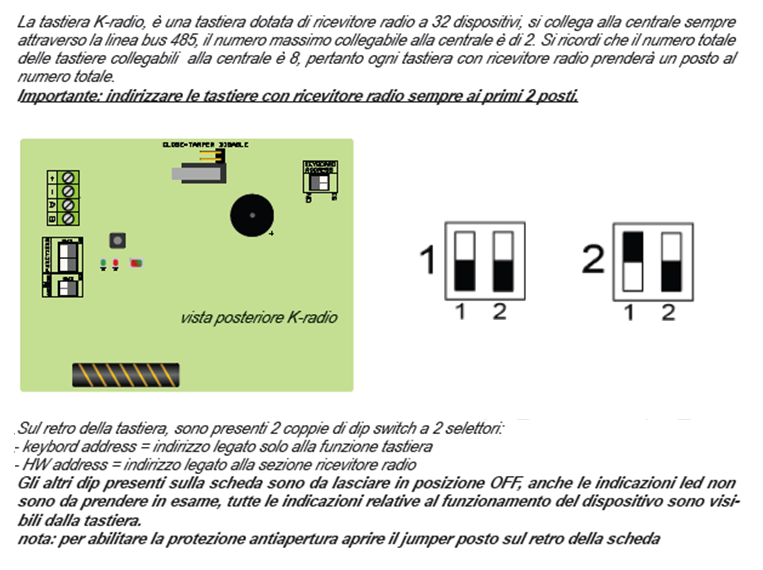 La tastiera K-radio, è una tastiera dotata di ricevitore radio a 32 dispositivi, si collega alla centrale sempre
attraverso la linea bus 485, il numero massimo collegabile alla centrale è di 2. Si ricordi che il numero totale
delle tastiere collegabili alla centrale è 8, pertanto ogni tastiera con ricevitore radio prenderà un posto al
numero totale.
Importante: indirizzare le tastiere con ricevitore radio sempre ai primi 2 posti.
CLOSE=TAMPER DISABLE
KEYBOARD
ADDRESS
NO
+
-
A
B
+
vista posteriore K-radio
1
1 2
2
1 2
Sul retro della tastiera, sono presenti 2 coppie di dip switch a 2 selettori:
- keybord address = indirizzo legato solo alla funzione tastiera
- HW address = indirizzo legato alla sezione ricevitore radio
Gli altri dip presenti sulla scheda sono da lasciare in posizione OFF, anche le indicazioni led non
sono da prendere in esame, tutte le indicazioni relative al funzionamento del dispositivo sono visi-
bili dalla tastiera.
nota: per abilitare la protezione antiapertura aprire il jumper posto sul retro della scheda